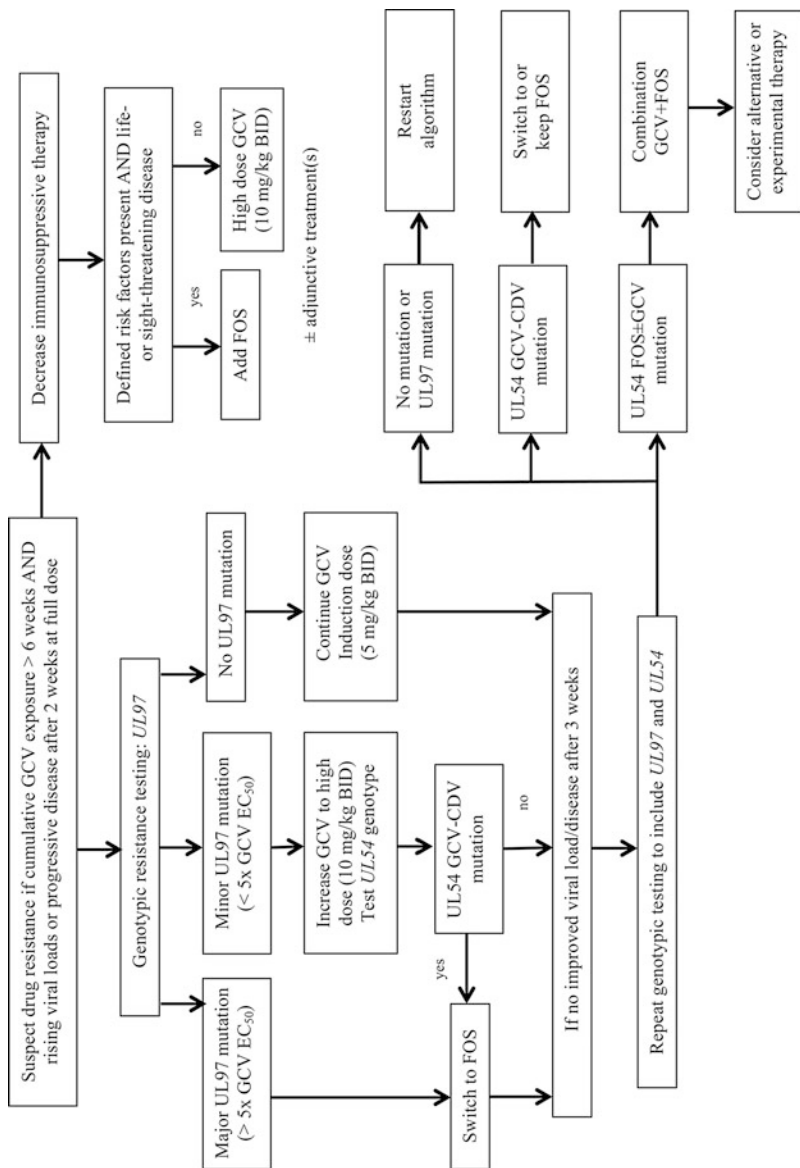 Suspect drug resistance if cumulative GCV exposure > 6 weeks AND
rising viral loads or progressive disease after 2 weeks at full dose
Decrease immunosuppressive therapy
Defined risk factors present AND life-
or sight-threatening disease
yes
no
Add FOS
High dose GCV
(10 mg/kg BID)
± adjunctive treatment(s)
Genotypic resistance testing: UL97
Major UL97 mutation
(> 5x GCV EC50)
Minor UL97 mutation
(< 5x GCV EC50)
No UL97 mutation
Increase GCV to high
dose (10 mg/kg BID)
Test UL54 genotype
Continue GCV
Induction dose
(5 mg/kg BID)
UL54 GCV-CDV
mutation
yes
no
Switch to FOS
If no improved viral load/disease after 3 weeks
Repeat genotypic testing to include UL97 and UL54
No mutation or
UL97 mutation
Restart
algorithm
UL54 GCV-CDV
mutation
Switch to or
keep FOS
UL54 FOS±GCV
mutation
Combination
GCV+FOS
Consider alternative or
experimental therapy